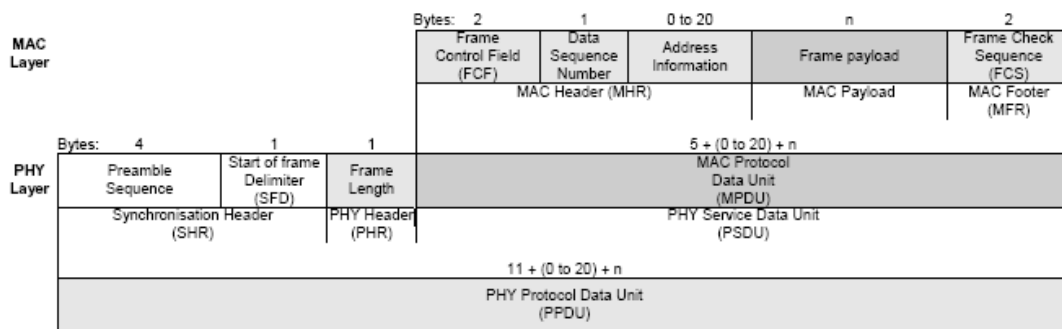 Bytes: 2 1 0 to 20 n 2
MAC Layer
Frame Control Field (FCF) Data Sequence Number Address Information Frame payload Frame Check Sequence (FCS)
MAC Header (MHR) MAC Payload MAC Footer (MFR)
Bytes: 4 1 1 5 + (0 to 20) + n
PHY Layer
Preamble Sequence Start of frame Delimiter (SFD) Frame Length MAC Protocol Data Unit (MPDU)
Synchronisation Header (SHR) PHY Header (PHR) PHY Service Data Unit (PSDU)
11 + (0 to 20) + n
PHY Protocol Data Unit
(PPDU)